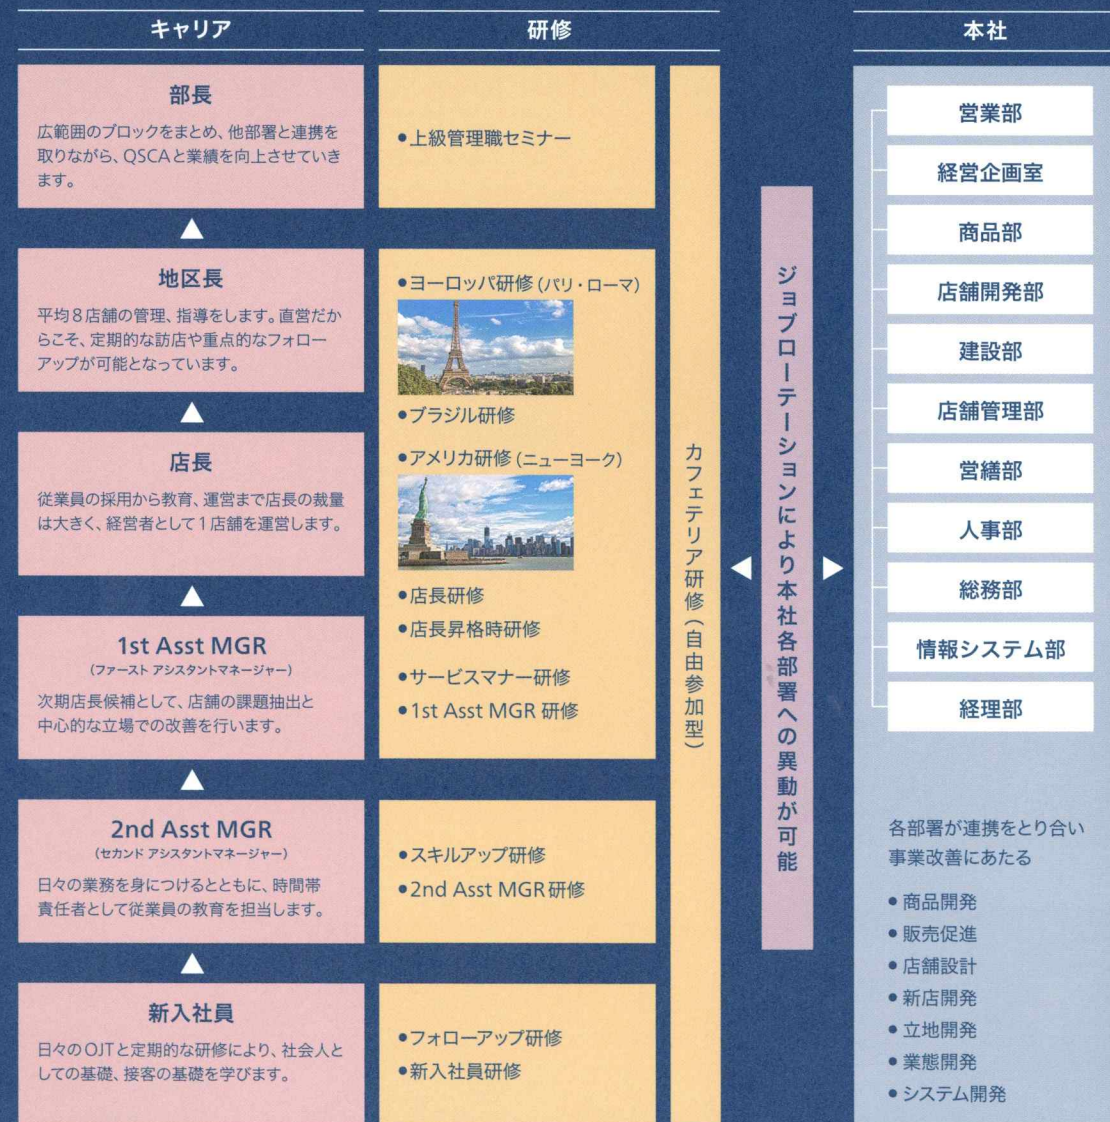 キャリア
部長
広範囲のブロックをまとめ、他部署と連携を
取りながら、QSCAと業績を向上させていき
ます。
地区長
平均8店舗の管理、指導をします。直営だか
らこそ、定期的な訪店や重点的なフォロー
アップが可能となっています。
店長
従業員の採用から教育、運営まで店長の裁量
は大きく、経営者として1店舗を運営します。
1st Asst MGR
(ファースト アシスタントマネージャー)
次期店長候補として、店舗の課題抽出と
中心的な立場での改善を行います。
2nd Asst MGR
(セカンド アシスタントマネージャー)
日々の業務を身につけるとともに、時間帯
責任者として従業員の教育を担当します。
新入社員
日々のOJTと定期的な研修により、社会人と
しての基礎、接客の基礎を学びます。
研修
●上級管理職セミナー
●ヨーロッパ研修(パリ・ローマ)
●ブラジル研修
●アメリカ研修(ニューヨーク)
●店長研修
●店長昇格時研修
●サービスマナー研修
●1st Asst MGR 研修
●スキルアップ研修
●2nd Asst MGR研修
●フォローアップ研修
●新入社員研修
カフェテリア研修(自由参加型)
ジョブローテーションにより本社各部署への異動が可能
本社
営業部
経営企画室
商品部
店舗開発部
建設部
店舗管理部
営繕部
人事部
総務部
情報システム部
経理部
各部署が連携をとり合い
事業改善にあたる
●商品開発
●販売促進
●店舗設計
●新店開発
●立地開発
●業態開発
●システム開発